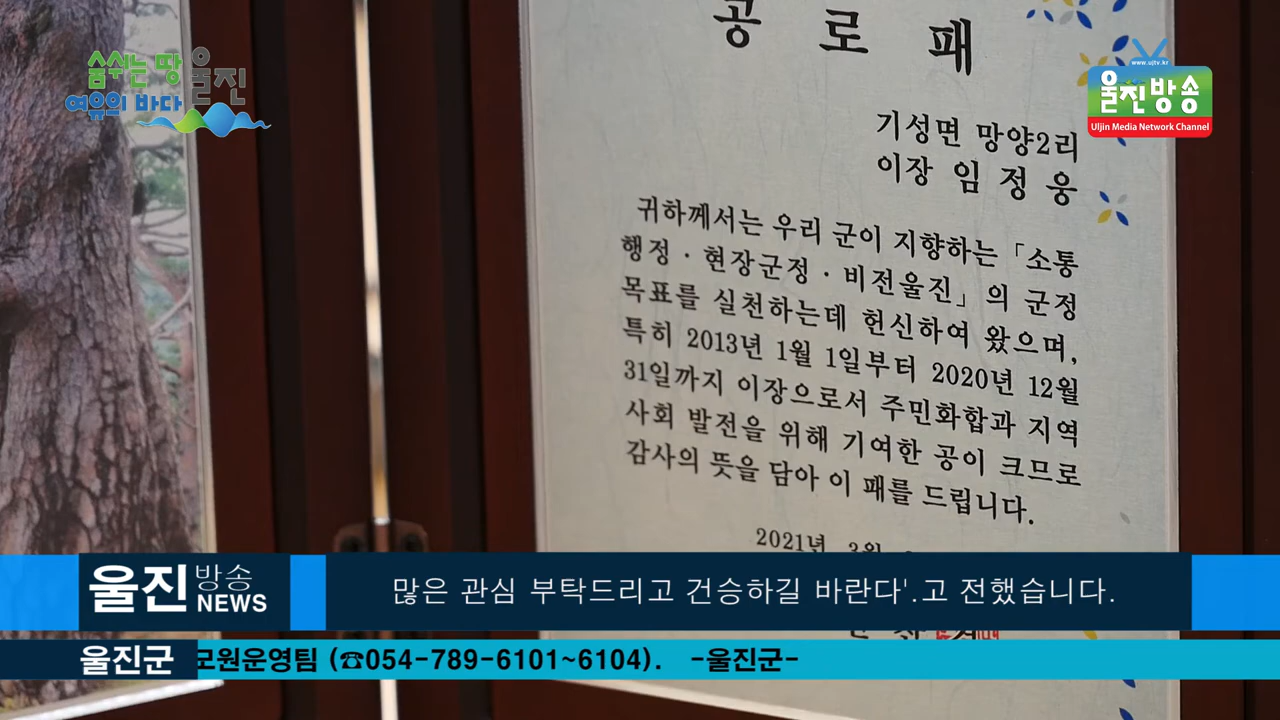 공 로 패
숨쉬는 땅 울진
여유의 바다
www.ujtv.kr
울진방송
Uljin Media Network Channel
기성면 망양2리
이장 임 정 웅
귀하께서는 우리 군이 지향하는 「소통
행정 · 현장군정 · 비전울진」의 군정
목표를 실천하는데 헌신하여 왔으며,
특히 2013년 1월 1일부터 2020년 12월
31일까지 이장으로서 주민화합과 지역
사회 발전을 위해 기여한 공이 크므로
감사의 뜻을 담아 이 패를 드립니다.
2021년 3월
울진 방송 NEWS
많은 관심 부탁드리고 건승하길 바란다'.고 전했습니다.
울진군 모원운영팀 (☎054-789-6101~6104). -울진군-